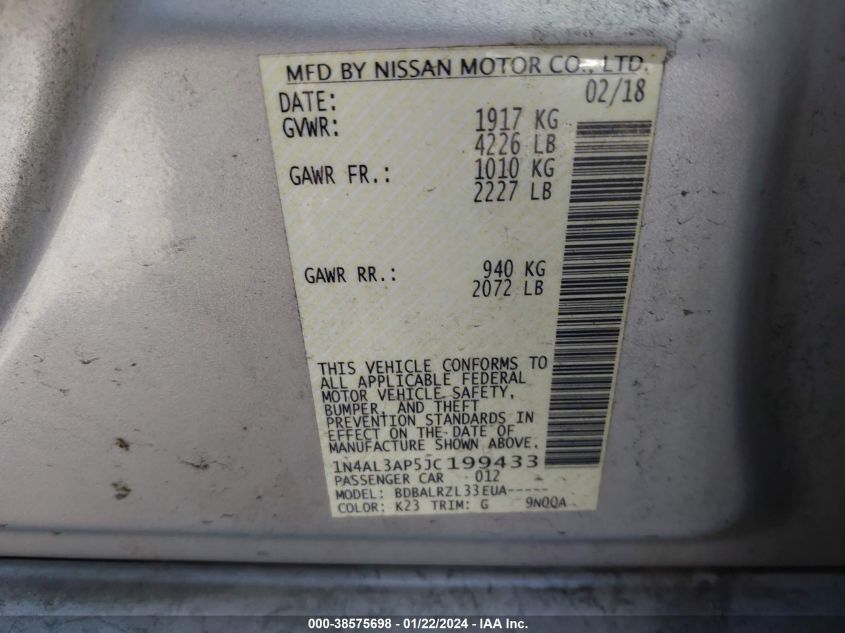 MFD BY NISSAN MOTOR CO., LTD.
DATE: 02/18
GVWR: 1917 KG
4226 LB
GAWR FR.: 1010 KG
2227 LB
GAWR RR.: 940 KG
2072 LB
THIS VEHICLE CONFORMS TO
ALL APPLICABLE FEDERAL
MOTOR VEHICLE SAFETY,
BUMPER, AND THEFT
PREVENTION STANDARDS IN
EFFECT ON THE DATE OF
MANUFACTURE SHOWN ABOVE.
1N4AL3AP5JC199433
PASSENGER CAR 012
MODEL: BDBALRZL33EUA-----
COLOR: K23 TRIM: G 9NQQA
000-38575698 - 01/22/2024 - IAA Inc.